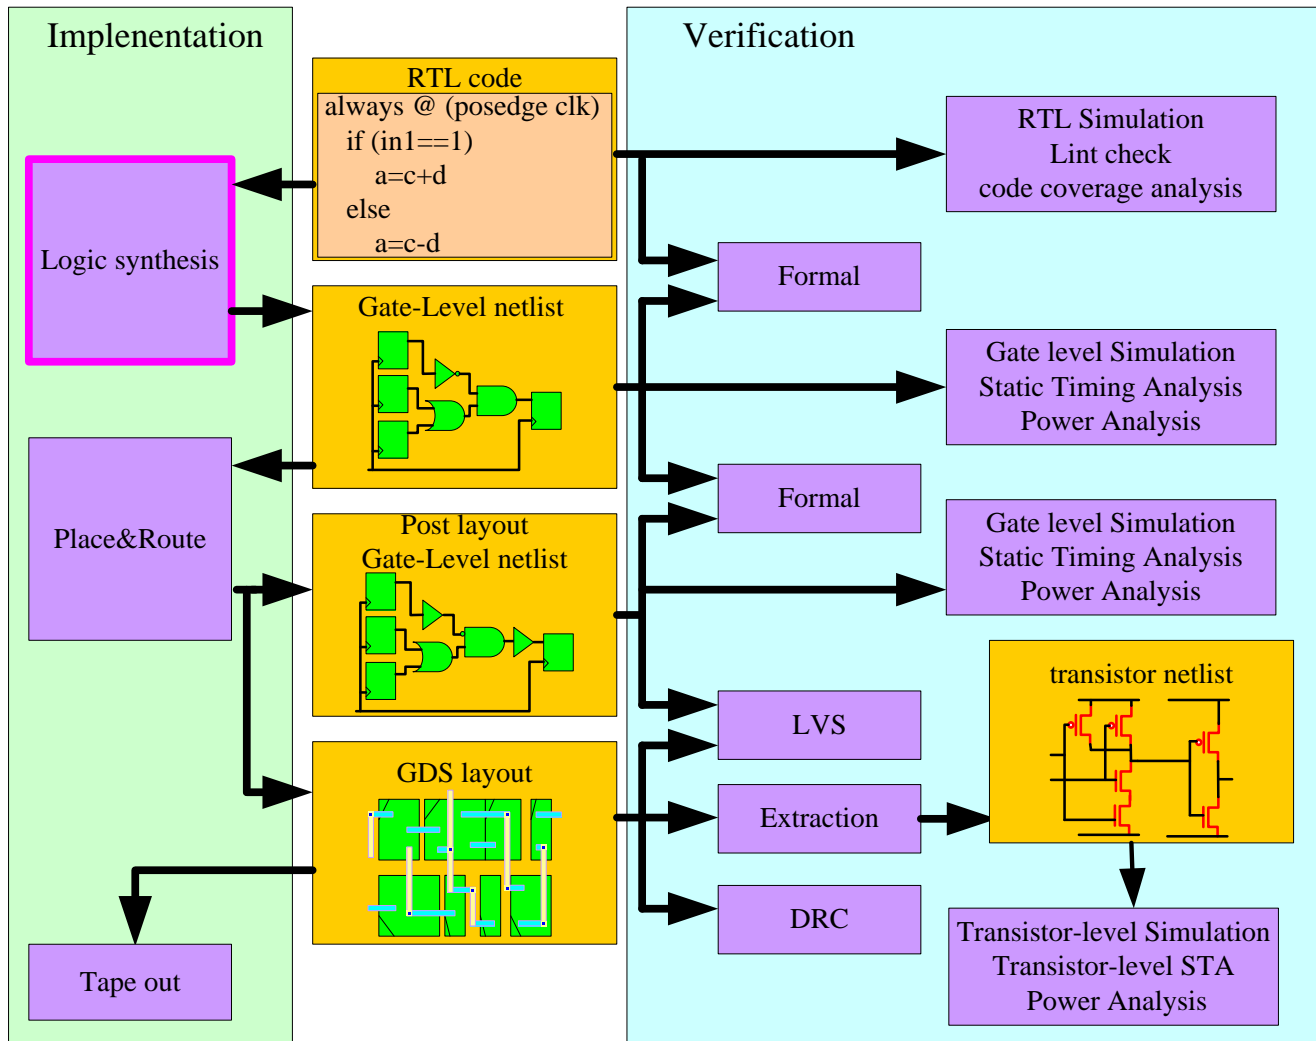 Implenentation
Verification
RTL code
always @ (posedge clk)
if (in1==1)
a=c+d
else
a=c-d
RTL Simulation
Lint check
code coverage analysis
Logic synthesis
Formal
Gate-Level netlist
Gate level Simulation
Static Timing Analysis
Power Analysis
Place&Route
Formal
Post layout
Gate-Level netlist
Gate level Simulation
Static Timing Analysis
Power Analysis
transistor netlist
LVS
GDS layout
Extraction
DRC
Tape out
Transistor-level Simulation
Transistor-level STA
Power Analysis